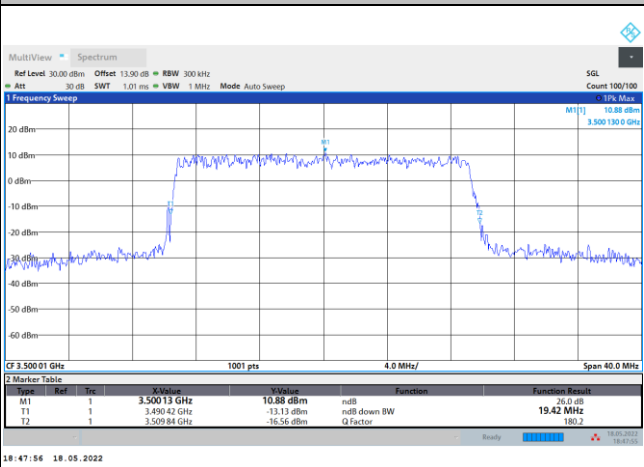 MultiView Spectrum
Ref Level 30.00 dBm Offset 13.90 dB RBW 300 kHz SGL
Att 30 dB SWT 1.01 ms VBW 1 MHz Mode Auto Sweep Count 100/100
1 Frequency Sweep 1Pk Max
M1[1] 10.88 dBm
3.500 130 0 GHz
20 dBm
M1
10 dBm
0 dBm
T1
-10 dBm
T2
-20 dBm
-30 dBm
-40 dBm
-50 dBm
-60 dBm
CF 3.500 01 GHz 1001 pts 4.0 MHz/ Span 40.0 MHz
2 Marker Table
Type Ref Trc X-Value Y-Value Function Function Result
M1 1 3.500 13 GHz 10.88 dBm ndB 26.0 dB
T1 1 3.490 42 GHz -13.13 dBm ndB down BW 19.42 MHz
T2 1 3.509 84 GHz -16.56 dBm Q Factor 180.2
Ready 18.05.2022
18:47:55
18:47:56 18.05.2022